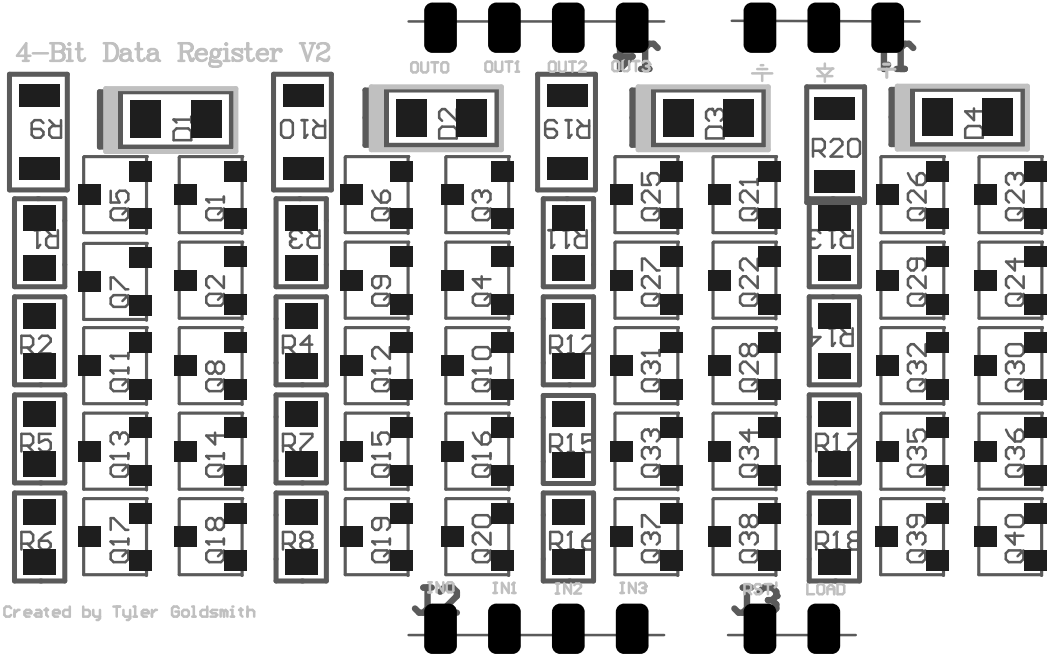 4-Bit Data Register V2
OUT0 OUT1 OUT2 OUT3
R9 D1 R10 D2 R19 D3 R20 D4
Q5 Q1 Q6 Q3 Q25 Q21 Q26 Q23
R1 R3 R11 R13
Q7 Q2 Q9 Q4 Q27 Q22 Q29 Q24
R2 R4 R12 R14
Q11 Q8 Q12 Q10 Q31 Q28 Q32 Q30
R5 R7 R15 R17
Q13 Q14 Q15 Q16 Q33 Q34 Q35 Q36
R6 R8 R16 R18
Q17 Q18 Q19 Q20 Q37 Q38 Q39 Q40
IN0 IN1 IN2 IN3 RST LOAD
J2 J3
Created by Tyler Goldsmith